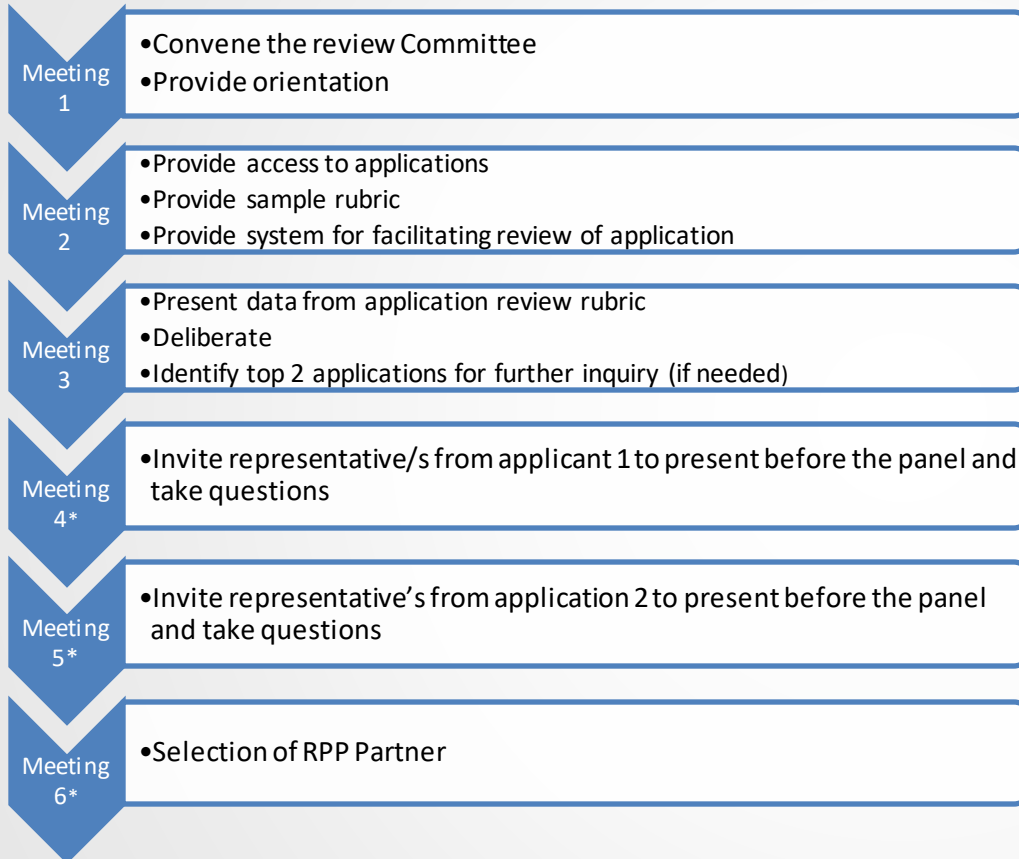 Meeting
1
•Convene the review Committee
•Provide orientation
Meeting
2
•Provide access to applications
•Provide sample rubric
•Provide system for facilitating review of application
Meeting
3
•Present data from application review rubric
•Deliberate
•Identify top 2 applications for further inquiry (if needed)
Meeting
4*
•Invite representative/s from applicant 1 to present before the panel and
take questions
Meeting
5*
•Invite representative’s from application 2 to present before the panel
and take questions
Meeting
6*
•Selection of RPP Partner